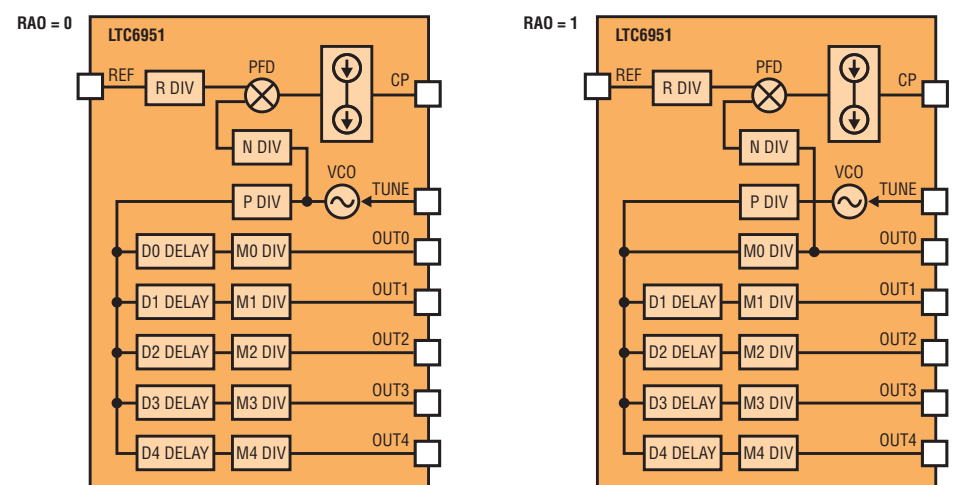 RAO = 0
LTC6951
REF
R DIV
PFD
CP
N DIV
VCO
TUNE
P DIV
OUT0
D0 DELAY
M0 DIV
OUT1
D1 DELAY
M1 DIV
OUT2
D2 DELAY
M2 DIV
OUT3
D3 DELAY
M3 DIV
OUT4
D4 DELAY
M4 DIV
RAO = 1
LTC6951
REF
R DIV
PFD
CP
N DIV
VCO
TUNE
P DIV
OUT0
M0 DIV
OUT1
D1 DELAY
M1 DIV
OUT2
D2 DELAY
M2 DIV
OUT3
D3 DELAY
M3 DIV
OUT4
D4 DELAY
M4 DIV